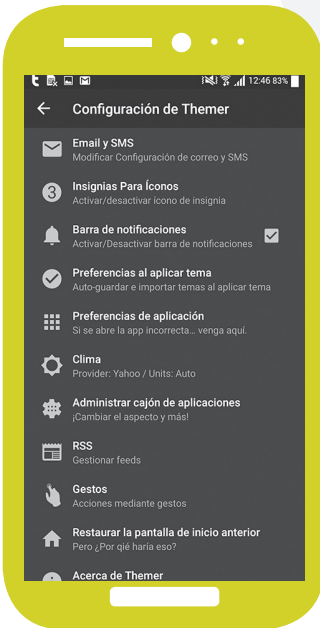 12:46 83%
Configuración de Themer
Email y SMS
Modificar Configuración de correo y SMS
3
Insignias Para Íconos
Activar/desactivar ícono de insignia
Barra de notificaciones
Activar/Desactivar barra de notificaciones
Preferencias al aplicar tema
Auto-guardar e importar temas al aplicar tema
Preferencias de aplicación
Si se abre la app incorrecta... venga aquí.
Clima
Provider: Yahoo / Units: Auto
Administrar cajón de aplicaciones
¡Cambiar el aspecto y más!
RSS
Gestionar feeds
Gestos
Acciones mediante gestos
Restaurar la pantalla de inicio anterior
Pero ¿Por qié haría eso?
Acerca de Themer